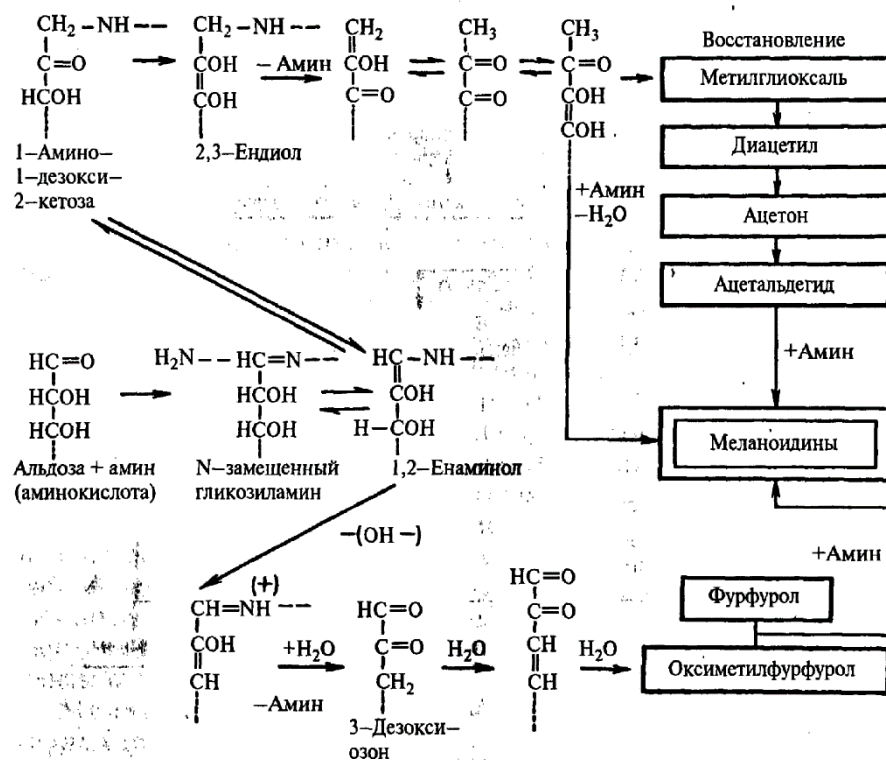 CH₂–NH–––
C=O
HCOH
1–Амино–
1–дезокси–
2–кетоза
CH₂–NH–––
COH
COH
2,3–Ендиол
– Амин
CH₂
COH
C=O
CH₃
C=O
C=O
CH₃
C=O
COH
COH
+Амин
–H₂O
Восстановление
Метилглиоксаль
Диацетил
Ацетон
Ацетальдегид
+Амин
Меланоидины
HC=O
HCOH
HCOH
Альдоза + амин
(аминокислота)
H₂N––HC=N–––
HCOH
HCOH
N–замещенный
гликозиламин
HC–NH–––
COH
H–COH
1,2–Енаминол
–(OH –)
(+)
CH=NH ––
COH
CH
+H₂O
–Амин
HC=O
C=O
CH₂
3–Дезокси–
озон
H₂O
HC=O
C=O
CH
CH
H₂O
+Амин
Фурфурол
Оксиметилфурфурол